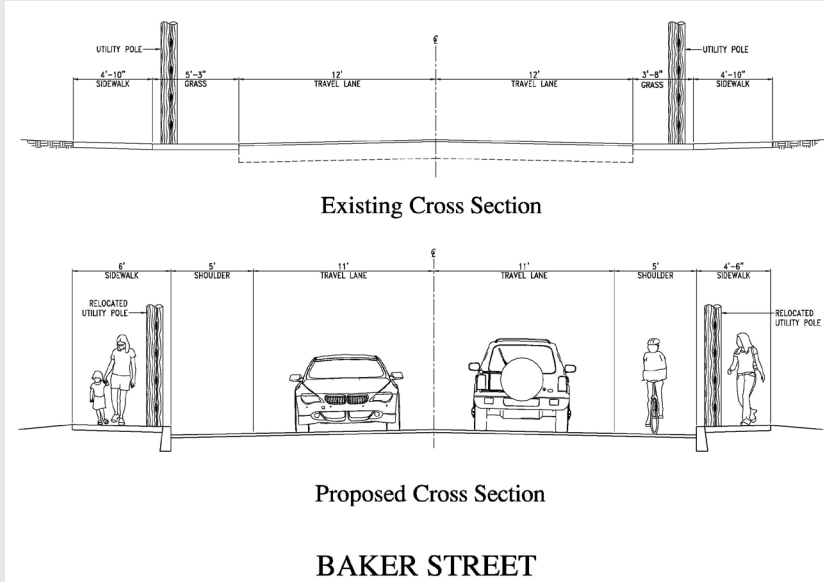 ℄
UTILITY POLE
UTILITY POLE
4'-10"
SIDEWALK
5'-3"
GRASS
12'
TRAVEL LANE
12'
TRAVEL LANE
3'-8"
GRASS
4'-10"
SIDEWALK
Existing Cross Section
℄
6'
SIDEWALK
5'
SHOULDER
11'
TRAVEL LANE
11'
TRAVEL LANE
5'
SHOULDER
4'-6"
SIDEWALK
RELOCATED
UTILITY POLE
RELOCATED
UTILITY POLE
Proposed Cross Section
BAKER STREET